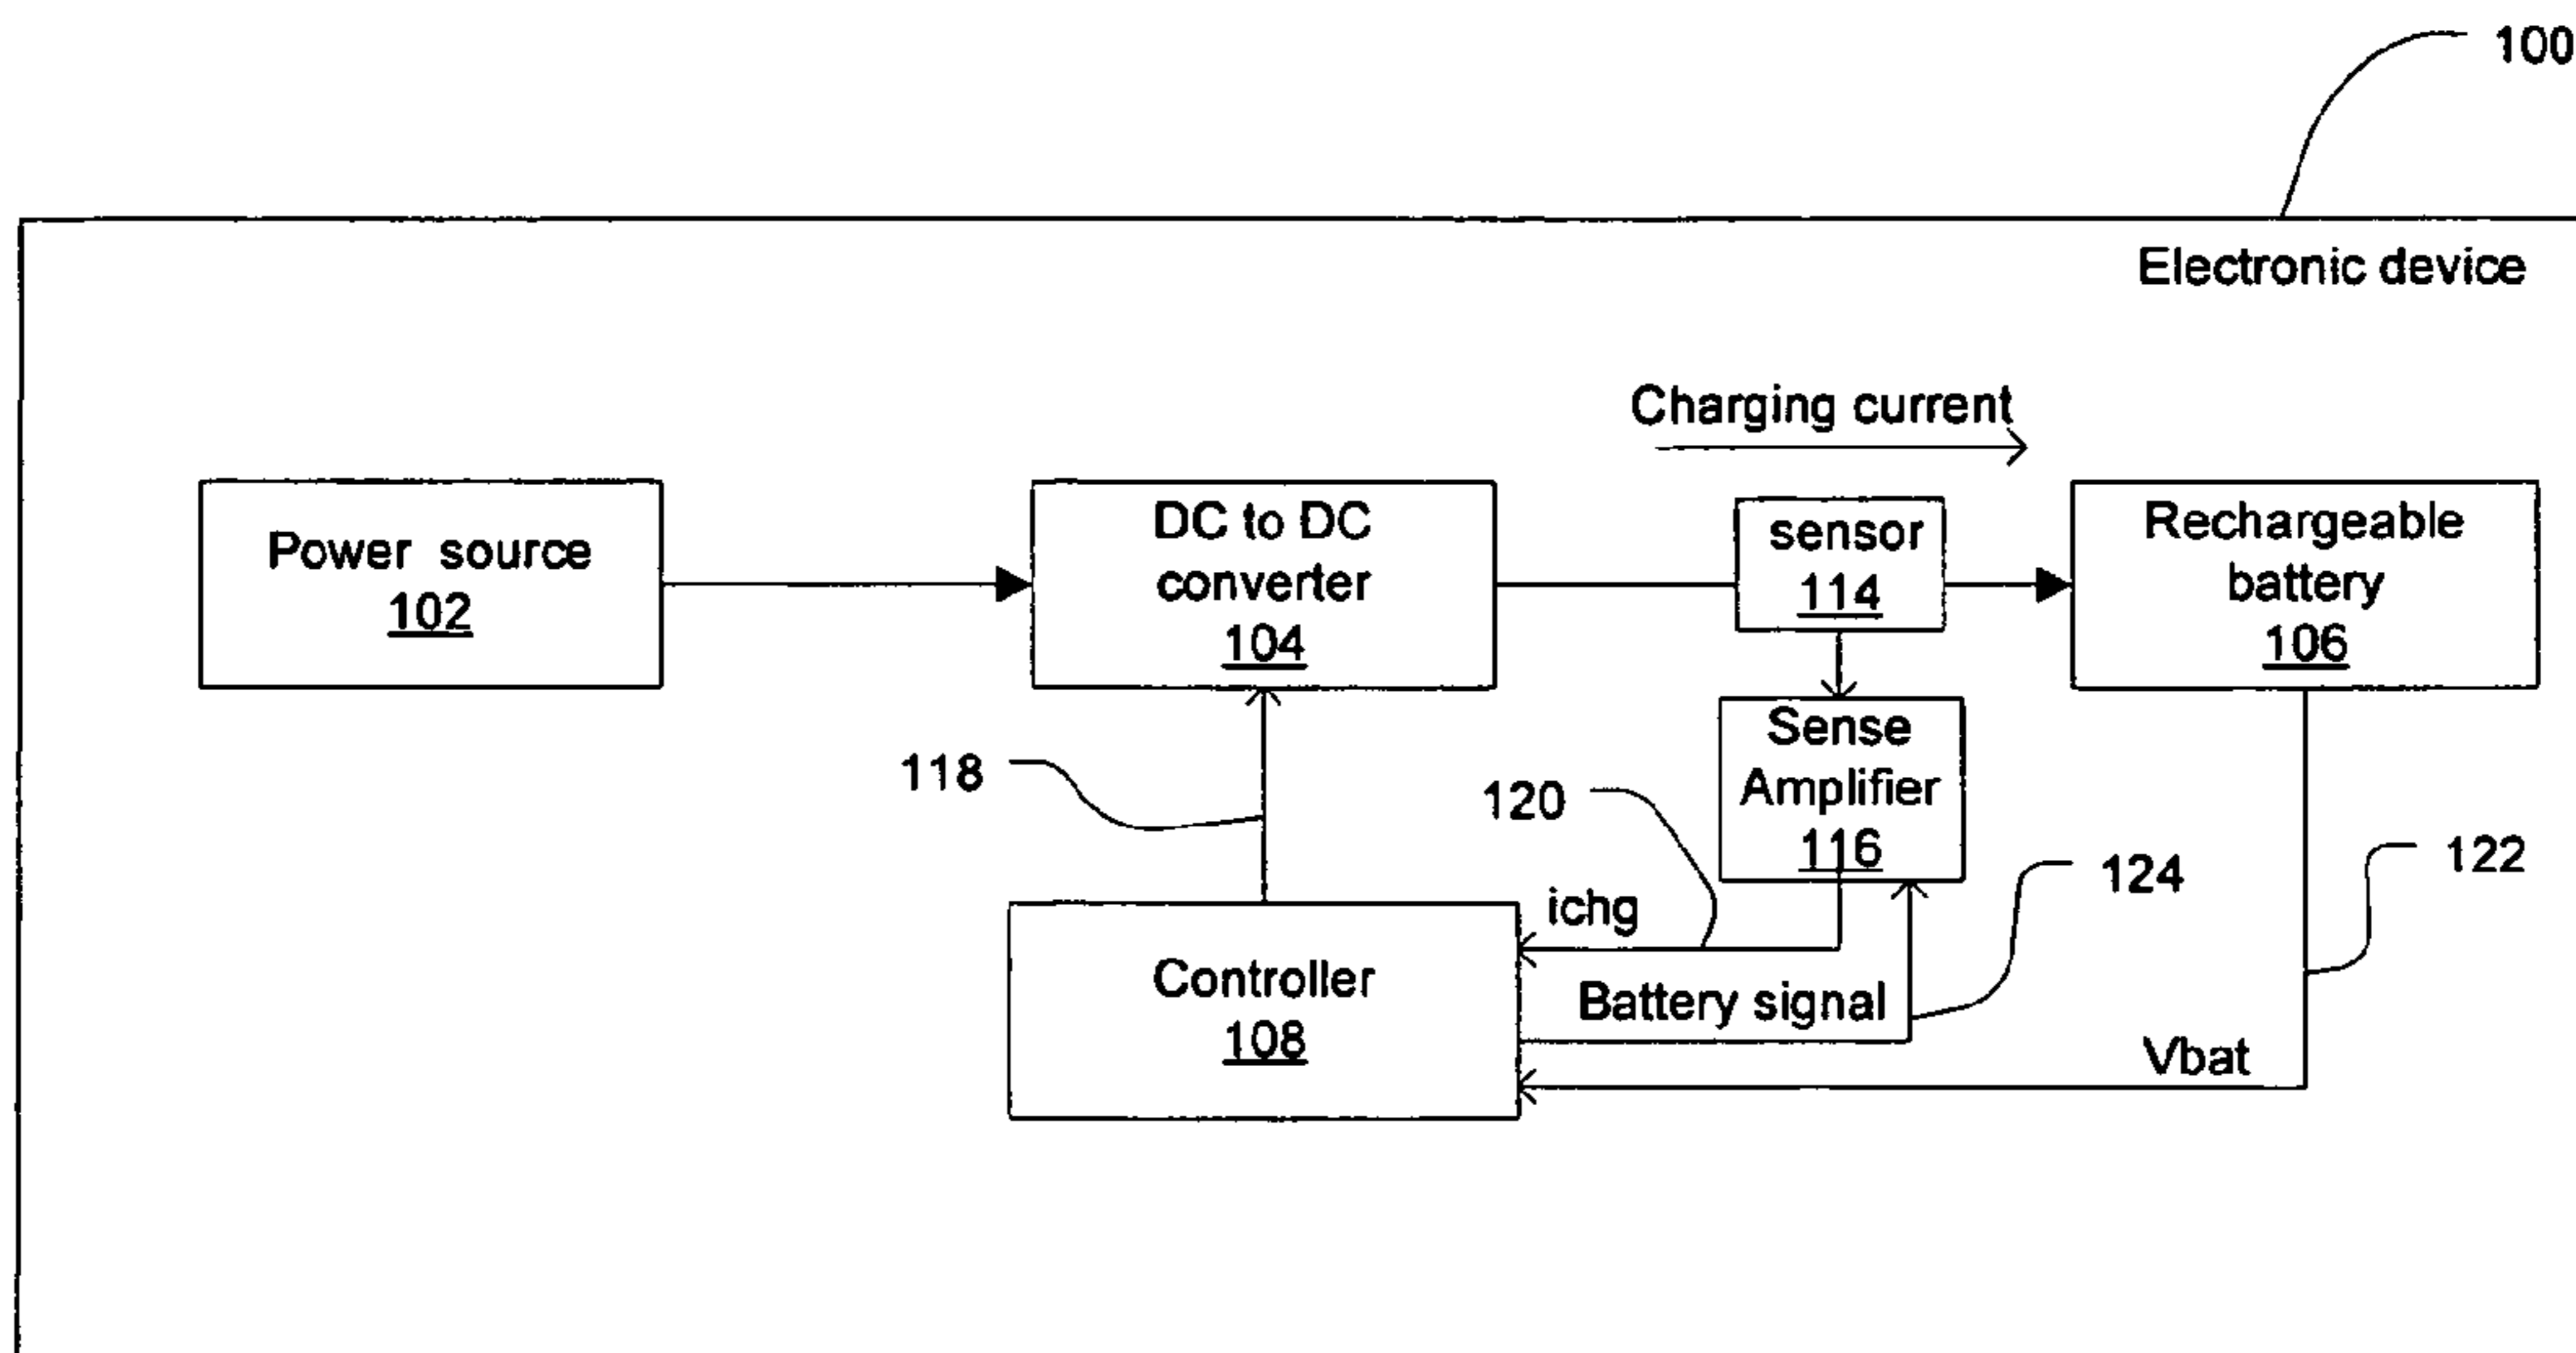 100
Electronic device
Charging current
Power source
102
DC to DC
converter
104
sensor
114
Rechargeable
battery
106
Sense
Amplifier
116
118
120
124
122
ichg
Controller
108
Battery signal
Vbat